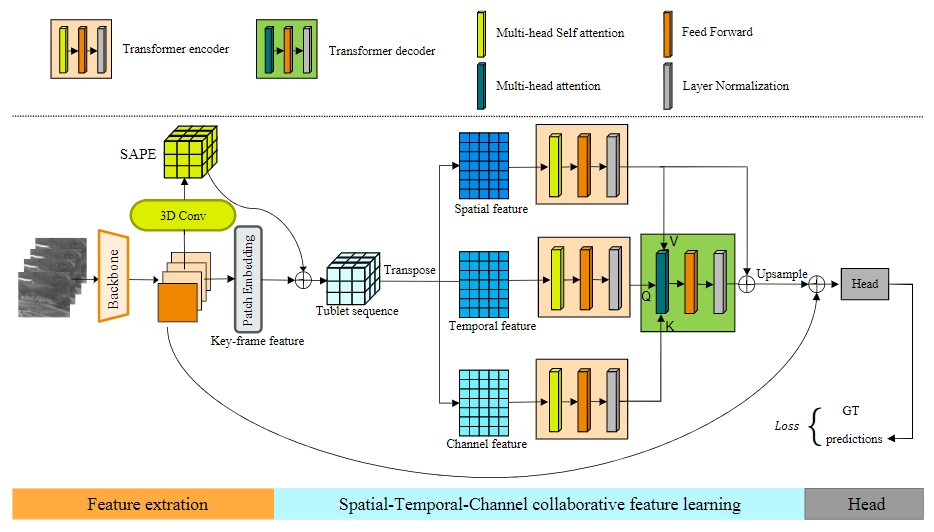 Transformer encoder
Transformer decoder
Multi-head Self attention
Feed Forward
Multi-head attention
Layer Normalization
SAPE
3D Conv
Backbone
Patch Embedding
Key-frame feature
Tublet sequence
Transpose
Spatial feature
Temporal feature
Channel feature
V
Q
K
Upsample
Head
Loss
GT
predictions
Feature extration
Spatial-Temporal-Channel collaborative feature learning
Head